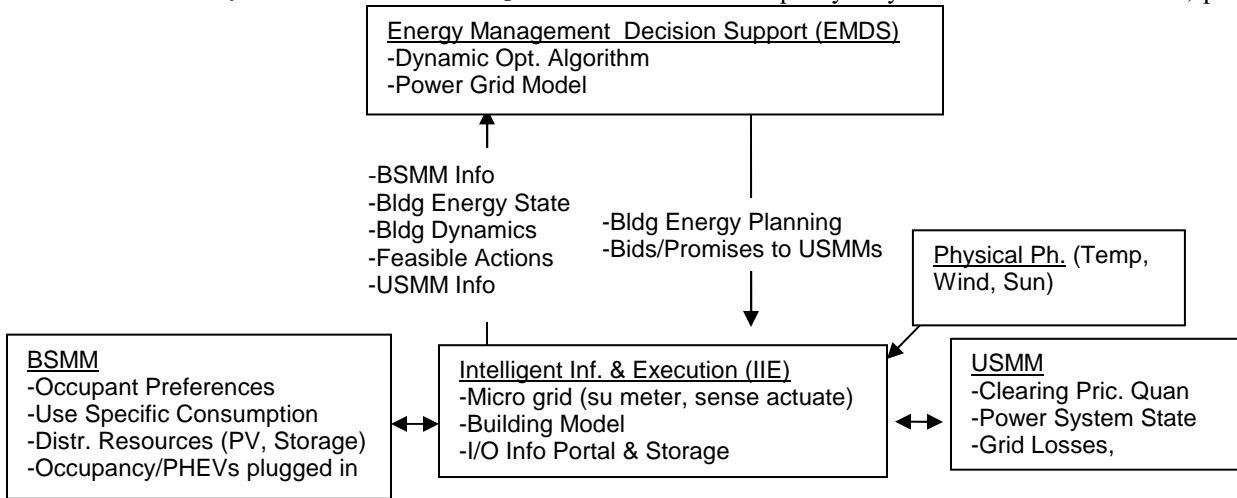 Energy Management Decision Support (EMDS)
-Dynamic Opt. Algorithm
-Power Grid Model
-BSMM Info
-Bldg Energy State
-Bldg Dynamics
-Feasible Actions
-USMM Info
-Bldg Energy Planning
-Bids/Promises to USMMs
Physical Ph. (Temp,
Wind, Sun)
BSMM
-Occupant Preferences
-Use Specific Consumption
-Distr. Resources (PV, Storage)
-Occupancy/PHEVs plugged in
Intelligent Inf. & Execution (IIE)
-Micro grid (su meter, sense actuate)
-Building Model
-I/O Info Portal & Storage
USMM
-Clearing Pric. Quan
-Power System State
-Grid Losses,